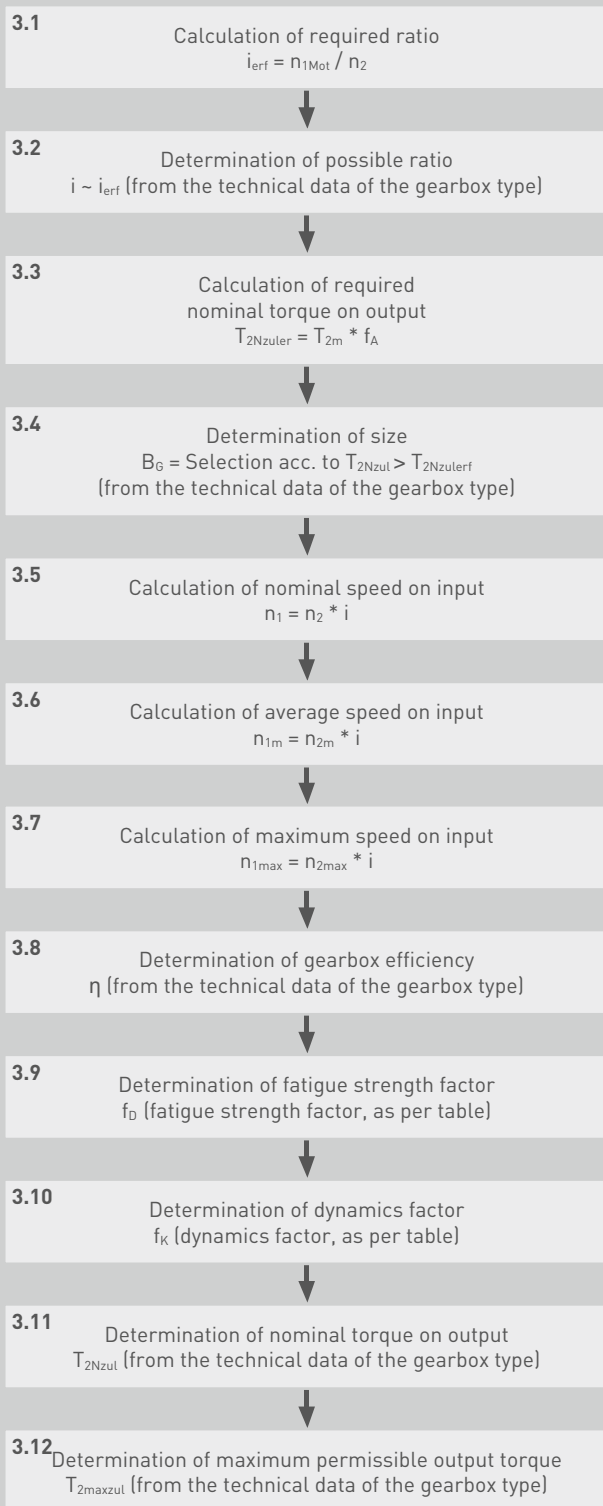 3.1
Calculation of required ratio
i_erf = n_1Mot / n_2
3.2
Determination of possible ratio
i ~ i_erf (from the technical data of the gearbox type)
3.3
Calculation of required
nominal torque on output
T_2Nzuler = T_2m * f_A
3.4
Determination of size
B_G = Selection acc. to T_2Nzul > T_2Nzulerf
(from the technical data of the gearbox type)
3.5
Calculation of nominal speed on input
n_1 = n_2 * i
3.6
Calculation of average speed on input
n_1m = n_2m * i
3.7
Calculation of maximum speed on input
n_1max = n_2max * i
3.8
Determination of gearbox efficiency
η (from the technical data of the gearbox type)
3.9
Determination of fatigue strength factor
f_D (fatigue strength factor, as per table)
3.10
Determination of dynamics factor
f_K (dynamics factor, as per table)
3.11
Determination of nominal torque on output
T_2Nzul (from the technical data of the gearbox type)
3.12
Determination of maximum permissible output torque
T_2maxzul (from the technical data of the gearbox type)